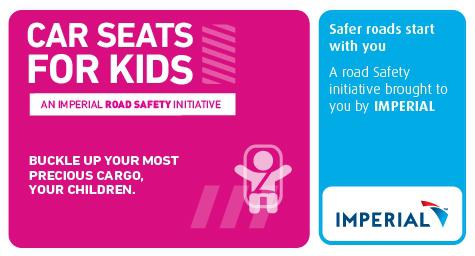 CAR SEATS
FOR KIDS
AN IMPERIAL ROAD SAFETY INITIATIVE
BUCKLE UP YOUR MOST
PRECIOUS CARGO,
YOUR CHILDREN.
Safer roads start
with you
A road Safety
initiative brought to
you by IMPERIAL
IMPERIAL™